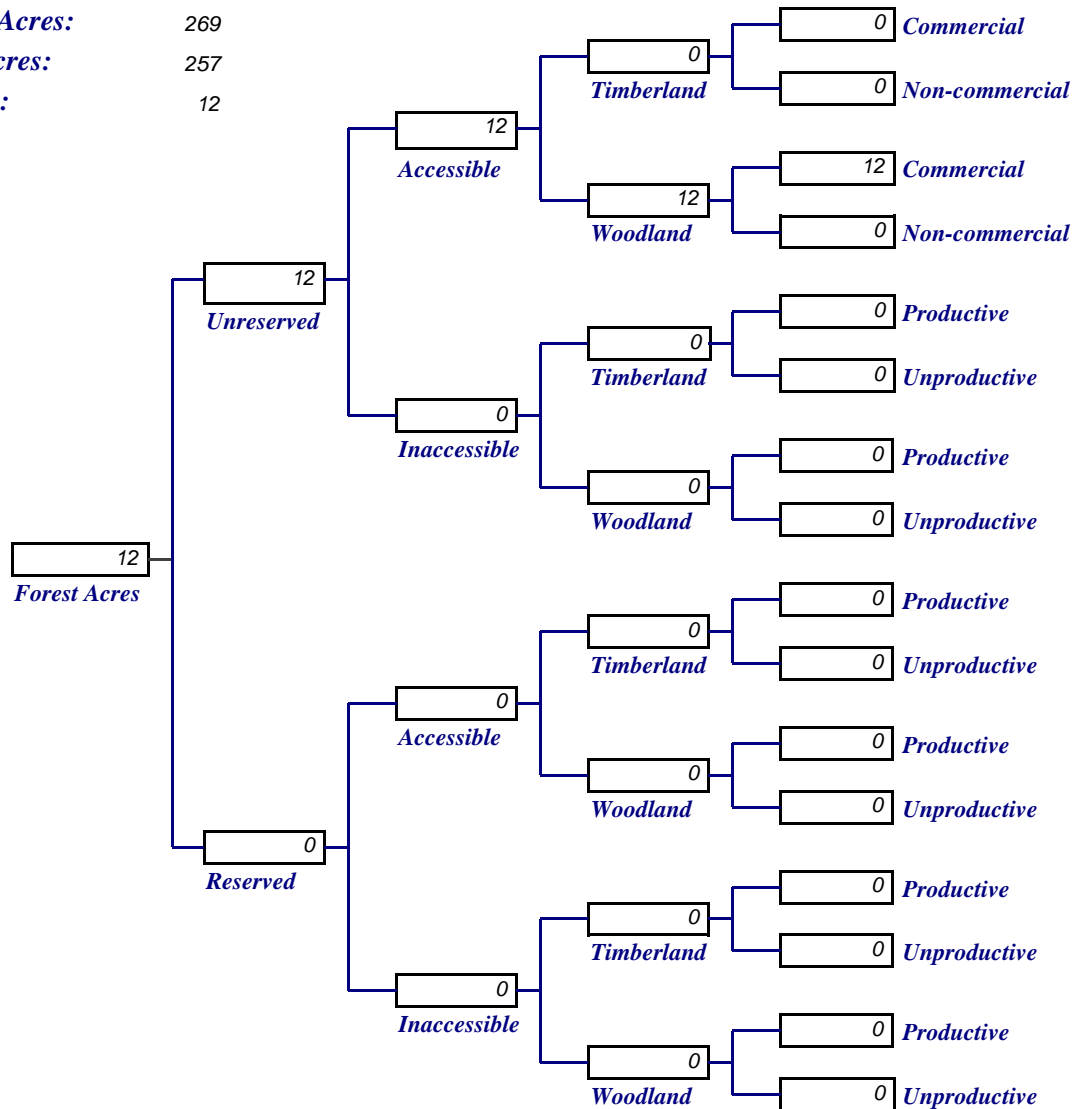 Acres: 269
cres: 257
: 12
0 Commercial
0
Timberland
0 Non-commercial
12
Accessible
12 Commercial
12
Woodland
0 Non-commercial
12
Unreserved
0 Productive
0
Timberland
0 Unproductive
0
Inaccessible
0 Productive
0
Woodland
0 Unproductive
12
Forest Acres
0 Productive
0
Timberland
0 Unproductive
0
Accessible
0 Productive
0
Woodland
0 Unproductive
0
Reserved
0 Productive
0
Timberland
0 Unproductive
0
Inaccessible
0 Productive
0
Woodland
0 Unproductive